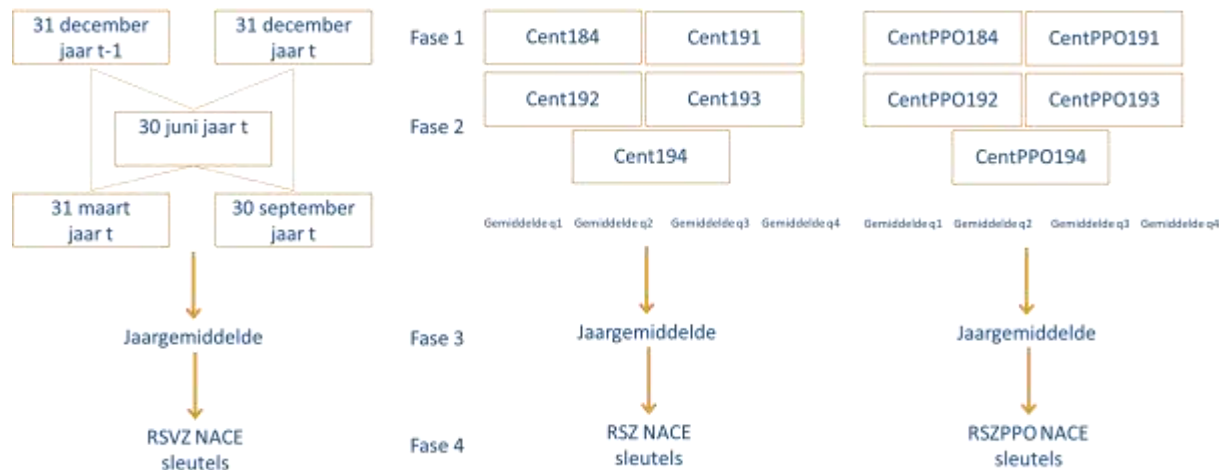 31 december
jaar t-1
31 december
jaar t
30 juni jaar t
31 maart
jaar t
30 september
jaar t
Jaargemiddelde
RSVZ NACE
sleutels
Fase 1
Fase 2
Fase 3
Fase 4
Cent184
Cent191
Cent192
Cent193
Cent194
Gemiddelde q1
Gemiddelde q2
Gemiddelde q3
Gemiddelde q4
Jaargemiddelde
RSZ NACE
sleutels
CentPPO184
CentPPO191
CentPPO192
CentPPO193
CentPPO194
Gemiddelde q1
Gemiddelde q2
Gemiddelde q3
Gemiddelde q4
Jaargemiddelde
RSZPPO NACE
sleutels